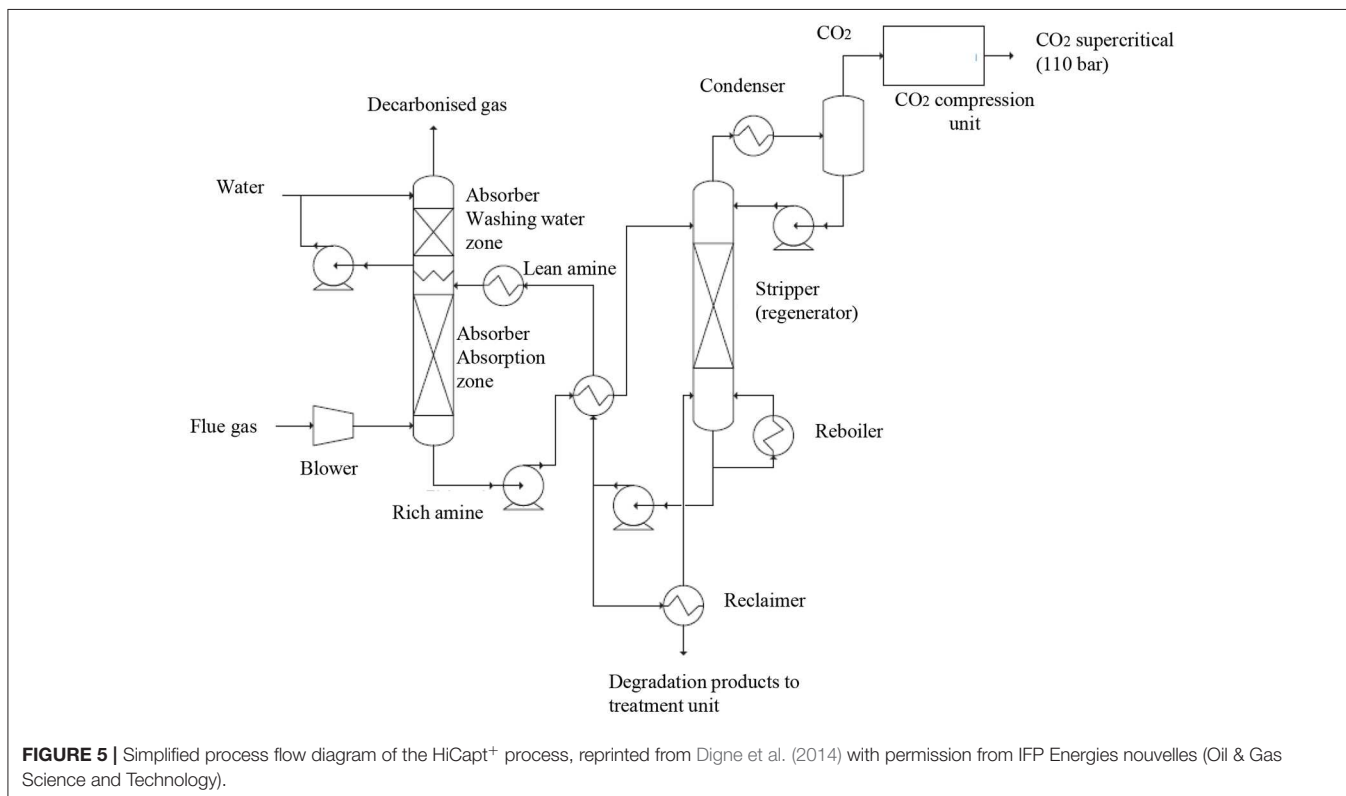 CO2
CO2 supercritical
(110 bar)
CO2 compression
unit
Condenser
Decarbonised gas
Water
Absorber
Washing water
zone
Lean amine
Stripper
(regenerator)
Absorber
Absorption
zone
Flue gas
Blower
Reboiler
Rich amine
Reclaimer
Degradation products to
treatment unit
FIGURE 5 | Simplified process flow diagram of the HiCapt+ process, reprinted from Digne et al. (2014) with permission from IFP Energies nouvelles (Oil & Gas
Science and Technology).